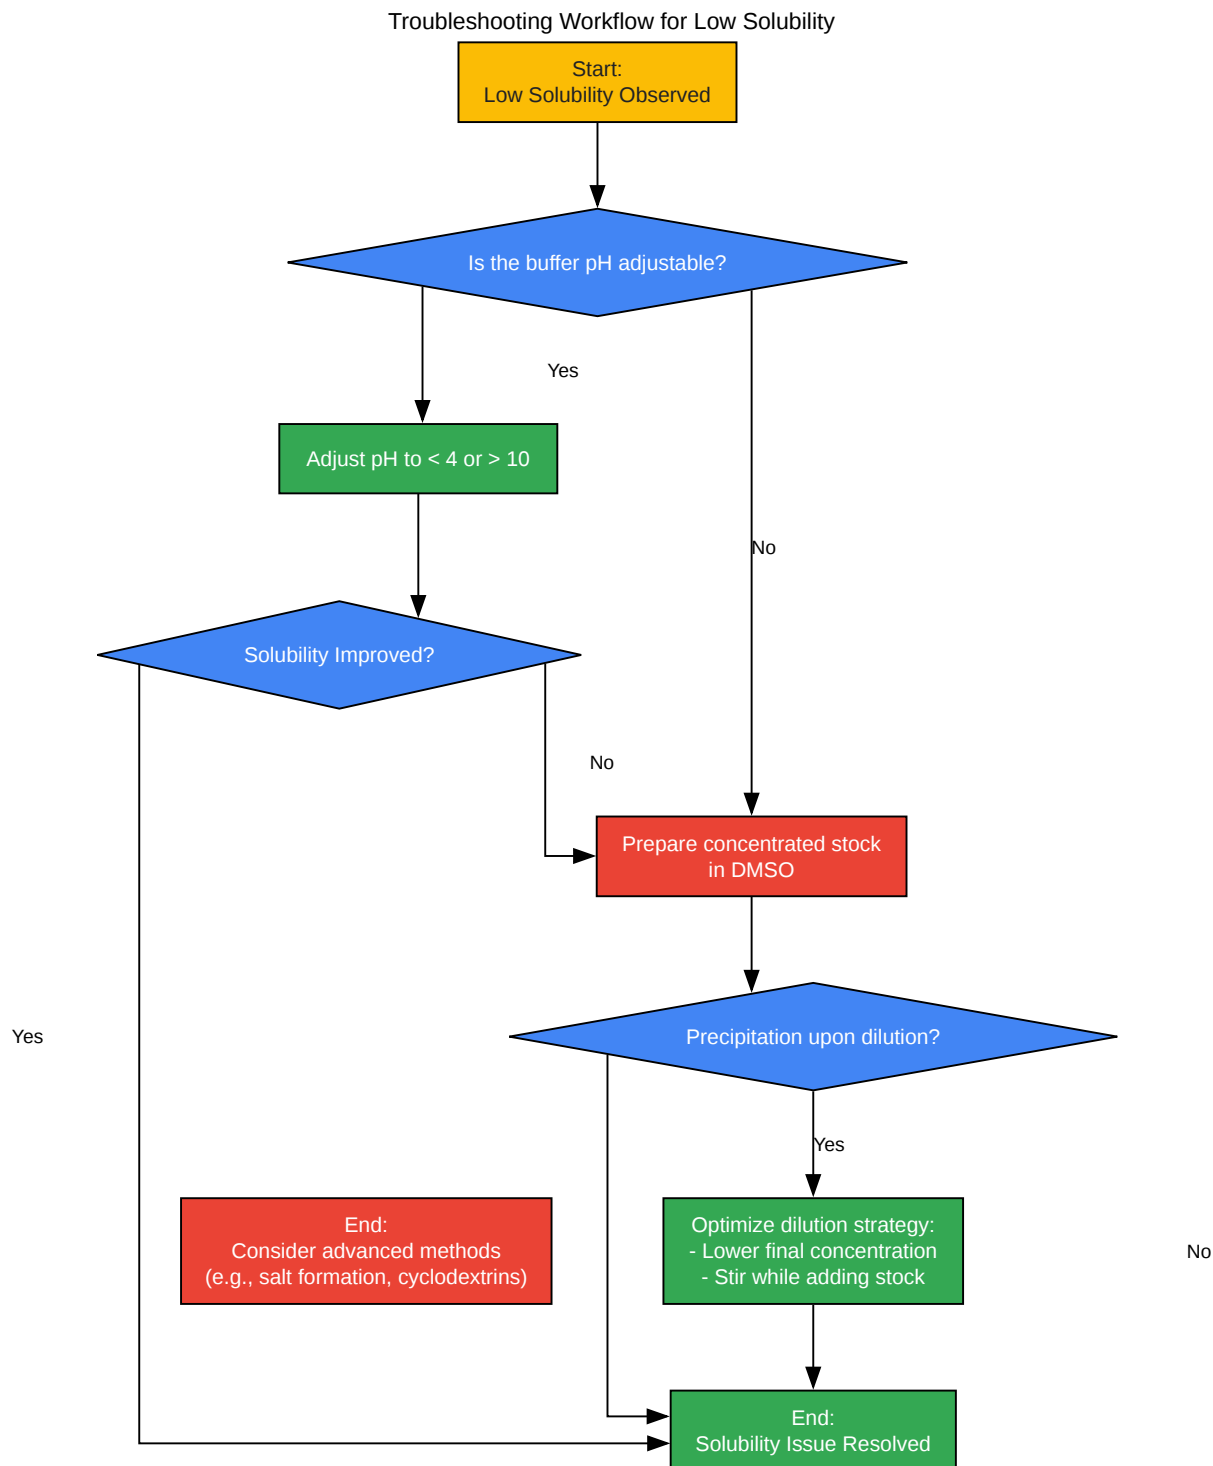 Troubleshooting Workflow for Low Solubility
Start:
Low Solubility Observed
Is the buffer pH adjustable?
Yes
Adjust pH to < 4 or > 10
No
Solubility Improved?
No
Prepare concentrated stock
in DMSO
Yes
Precipitation upon dilution?
Yes
End:
Consider advanced methods
(e.g., salt formation, cyclodextrins)
Optimize dilution strategy:
- Lower final concentration
- Stir while adding stock
No
End:
Solubility Issue Resolved